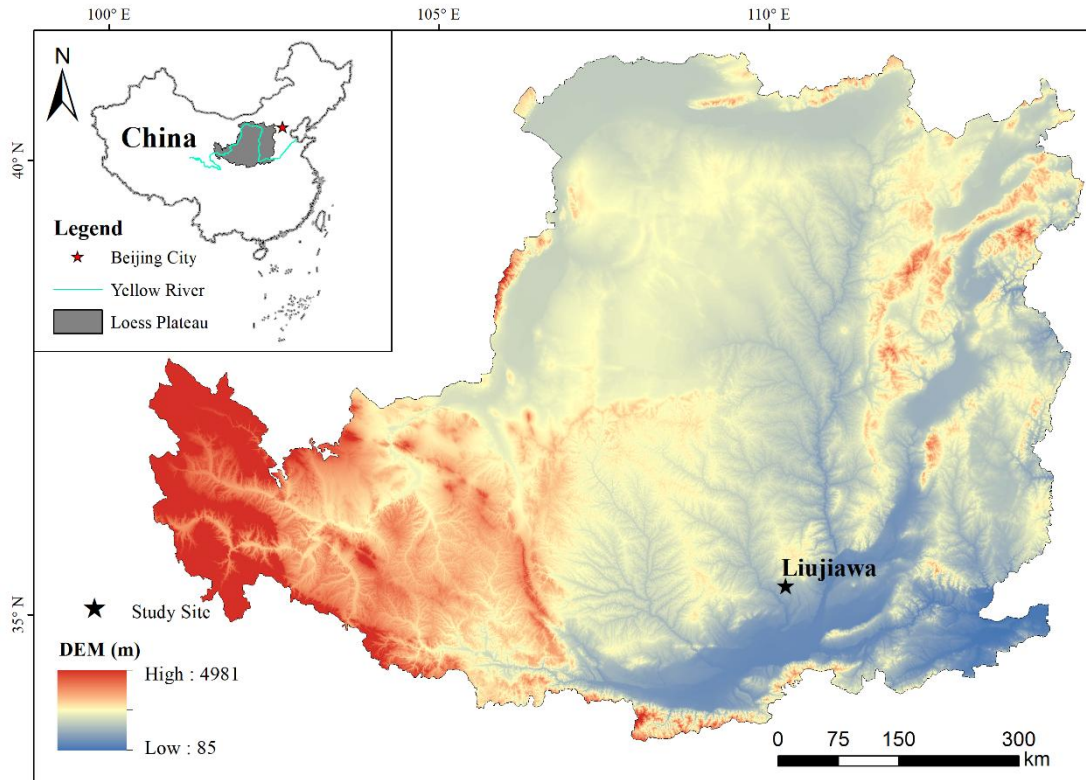 100° E 105° E 110° E
N
China
40° N
Legend
Beijing City
Yellow River
Loess Plateau
Liujiawa
35° N
Study Site
DEM (m)
High : 4981
Low : 85
0 75 150 300
km